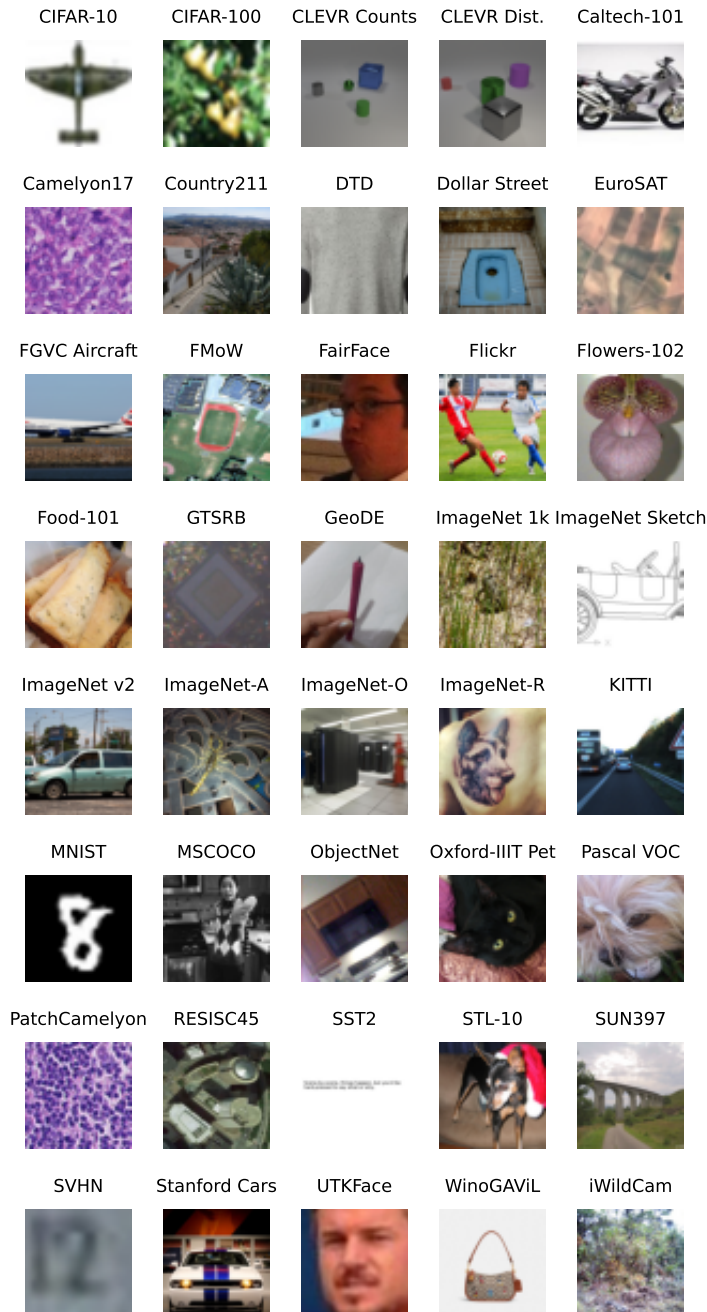 CIFAR-10 CIFAR-100 CLEVR Counts CLEVR Dist. Caltech-101
Camelyon17 Country211 DTD Dollar Street EuroSAT
FGVC Aircraft FMoW FairFace Flickr Flowers-102
Food-101 GTSRB GeoDE ImageNet 1k ImageNet Sketch
ImageNet v2 ImageNet-A ImageNet-O ImageNet-R KITTI
MNIST MSCOCO ObjectNet Oxford-IIIT Pet Pascal VOC
8
PatchCamelyon RESISC45 SST2 STL-10 SUN397
SVHN Stanford Cars UTKFace WinoGAViL iWildCam
12